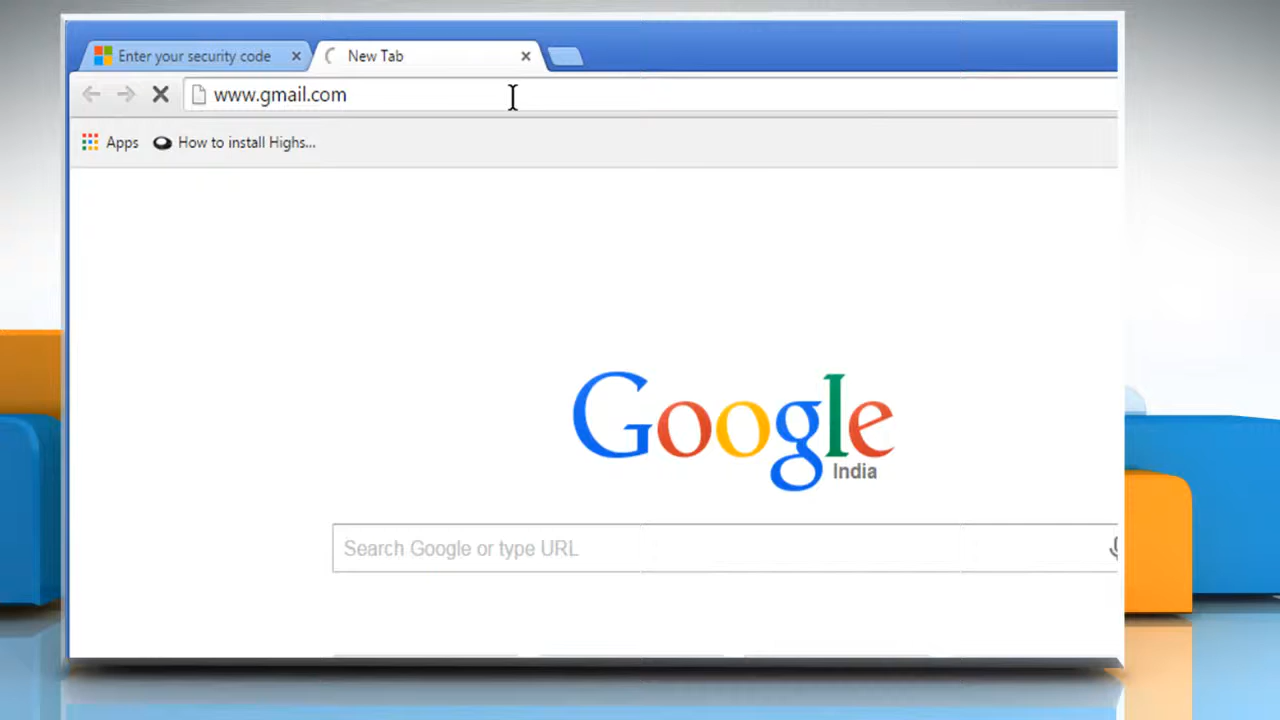 Enter your security code
New Tab
www.gmail.com
Apps
How to install Highs...
Google
India
Search Google or type URL